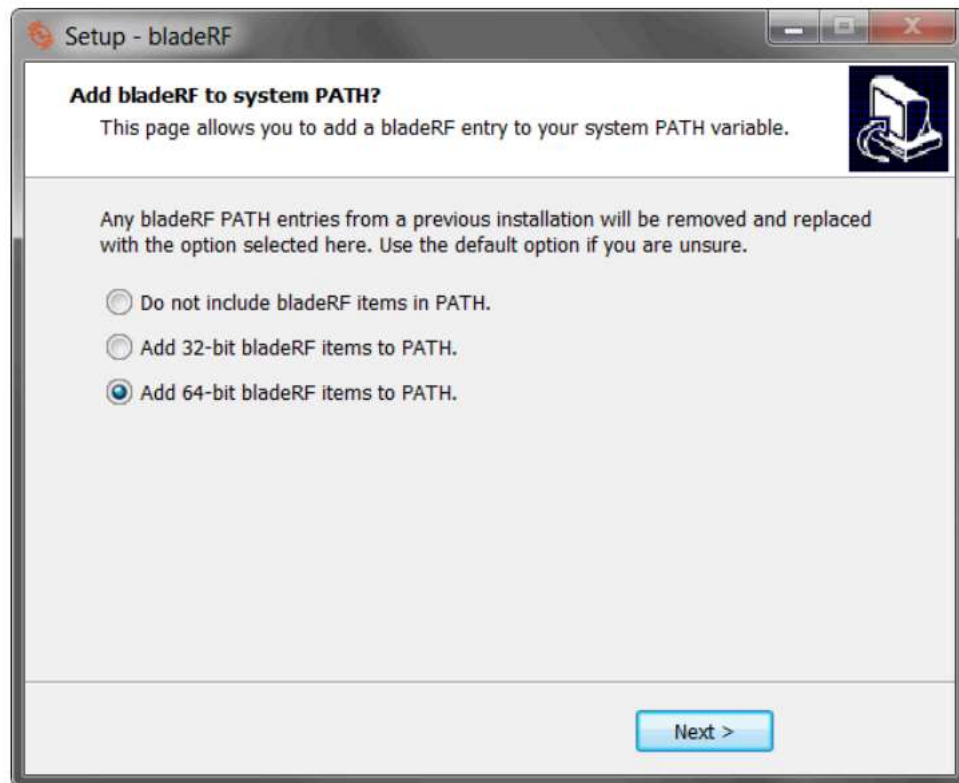 Setup - bladeRF
Add bladeRF to system PATH?
This page allows you to add a bladeRF entry to your system PATH variable.
Any bladeRF PATH entries from a previous installation will be removed and replaced
with the option selected here. Use the default option if you are unsure.
Do not include bladeRF items in PATH.
Add 32-bit bladeRF items to PATH.
Add 64-bit bladeRF items to PATH.
Next >